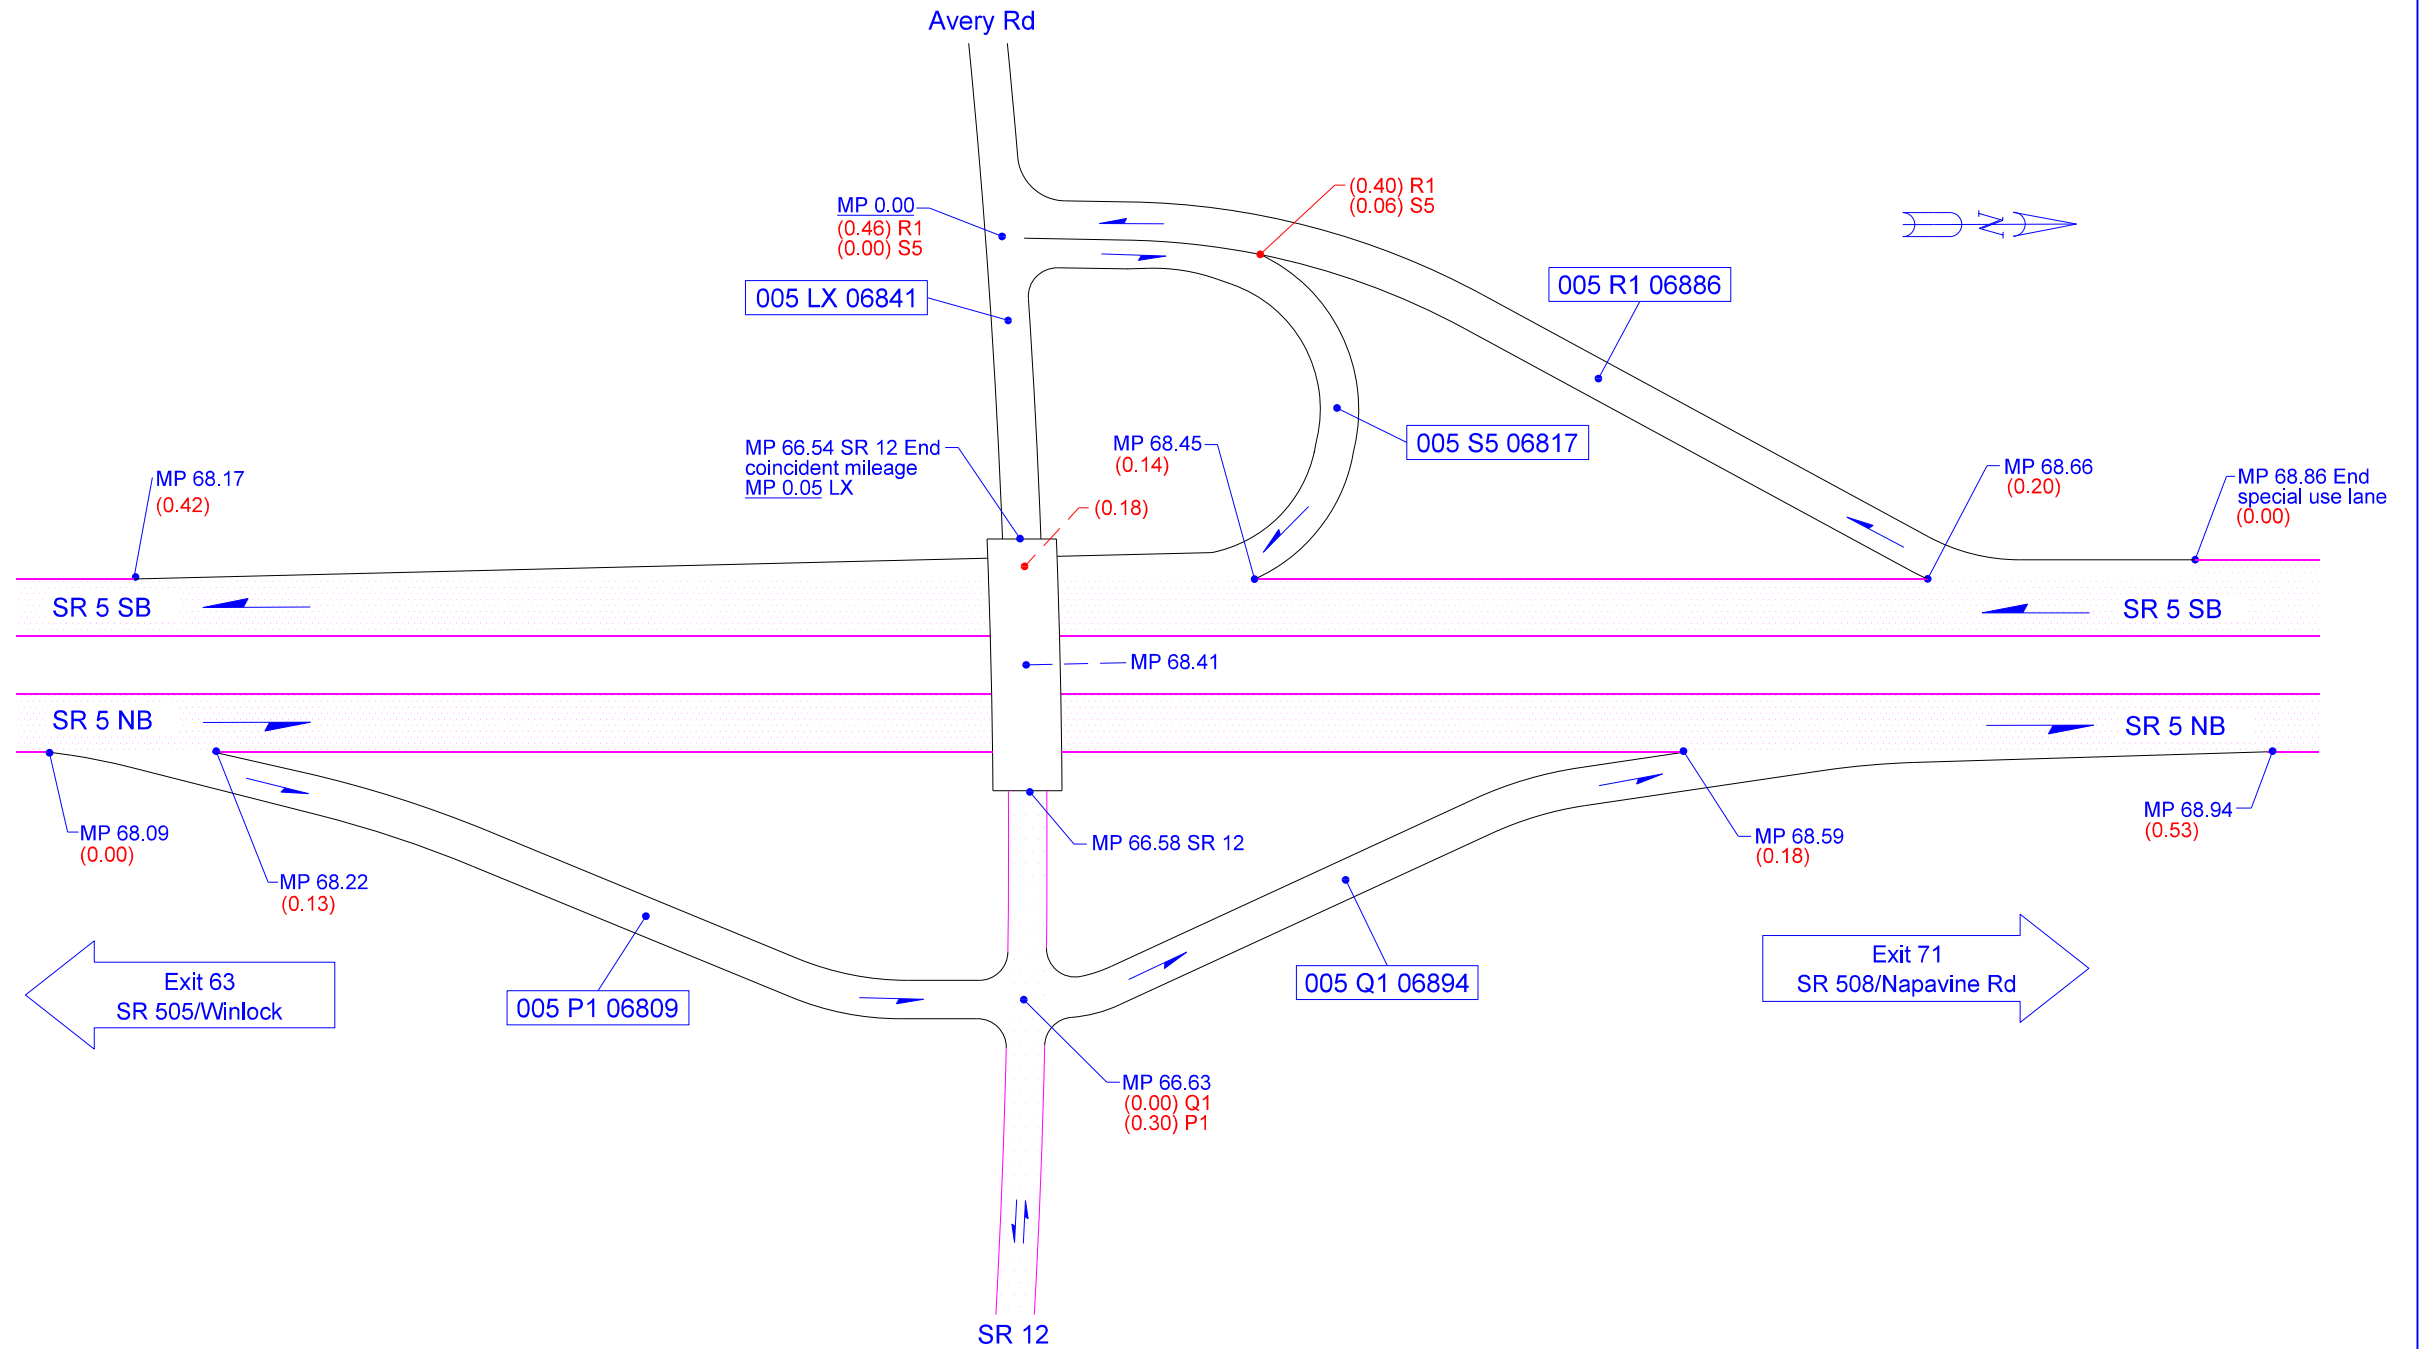 Avery Rd
MP 0.00
(0.46) R1
(0.00) S5
(0.40) R1
(0.06) S5
N
005 LX 06841
005 R1 06886
MP 66.54 SR 12 End
coincident mileage
MP 0.05 LX
MP 68.45
(0.14)
005 S5 06817
MP 68.17
(0.42)
(0.18)
MP 68.66
(0.20)
MP 68.86 End
special use lane
(0.00)
SR 5 SB
SR 5 SB
MP 68.41
SR 5 NB
SR 5 NB
MP 68.09
(0.00)
MP 68.22
(0.13)
MP 66.58 SR 12
MP 68.59
(0.18)
MP 68.94
(0.53)
Exit 63
SR 505/Winlock
005 P1 06809
005 Q1 06894
Exit 71
SR 508/Napavine Rd
MP 66.63
(0.00) Q1
(0.30) P1
SR 12